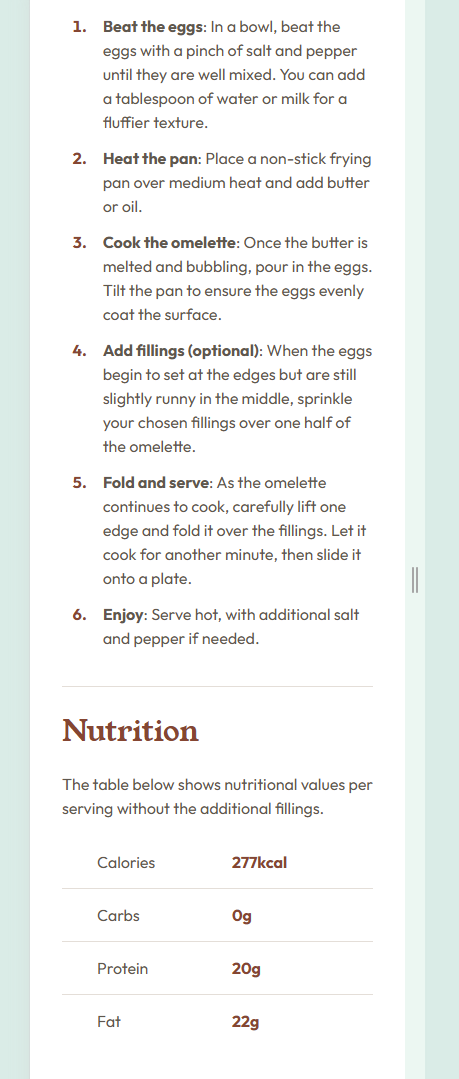 1. Beat the eggs: In a bowl, beat the
eggs with a pinch of salt and pepper
until they are well mixed. You can add
a tablespoon of water or milk for a
fluffier texture.
2. Heat the pan: Place a non-stick frying
pan over medium heat and add butter
or oil.
3. Cook the omelette: Once the butter is
melted and bubbling, pour in the eggs.
Tilt the pan to ensure the eggs evenly
coat the surface.
4. Add fillings (optional): When the eggs
begin to set at the edges but are still
slightly runny in the middle, sprinkle
your chosen fillings over one half of
the omelette.
5. Fold and serve: As the omelette
continues to cook, carefully lift one
edge and fold it over the fillings. Let it
cook for another minute, then slide it
onto a plate.
6. Enjoy: Serve hot, with additional salt
and pepper if needed.
Nutrition
The table below shows nutritional values per
serving without the additional fillings.
Calories 277kcal
Carbs 0g
Protein 20g
Fat 22g